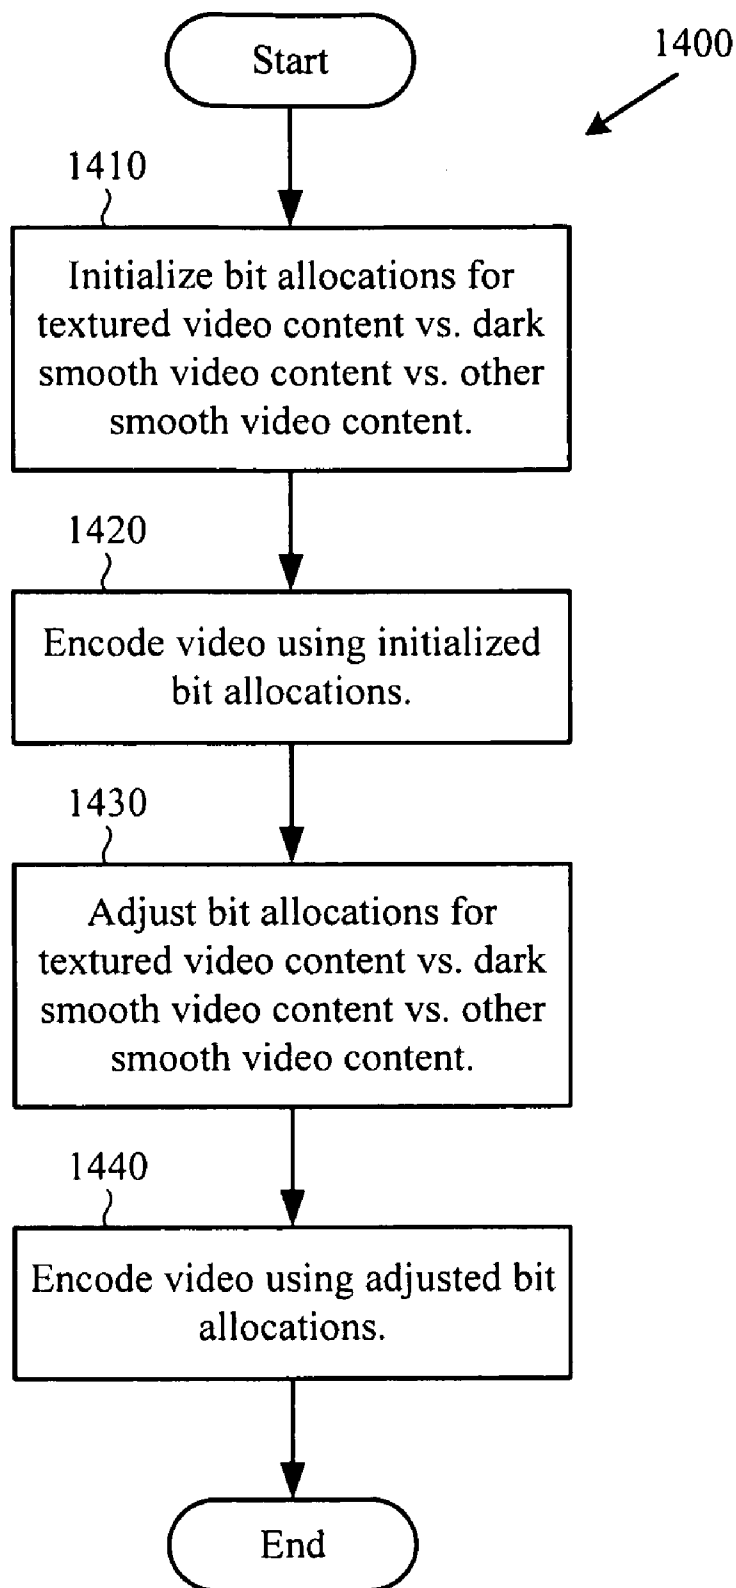 Start
1400
1410
Initialize bit allocations for
textured video content vs. dark
smooth video content vs. other
smooth video content.
1420
Encode video using initialized
bit allocations.
1430
Adjust bit allocations for
textured video content vs. dark
smooth video content vs. other
smooth video content.
1440
Encode video using adjusted bit
allocations.
End